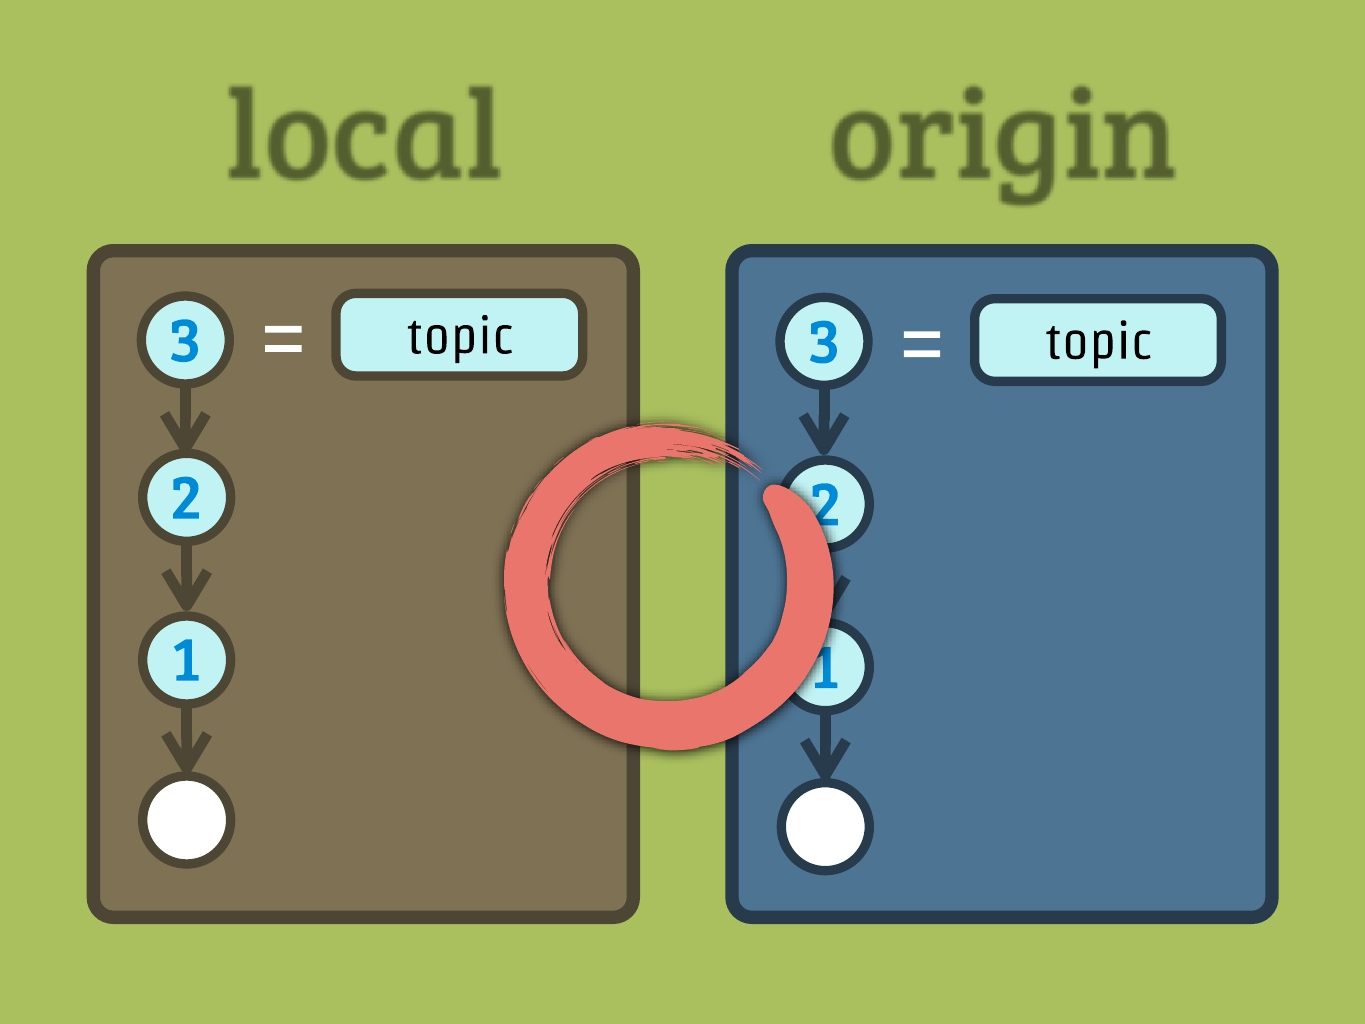 local
3 = topic
2
1
origin
3 = topic
2
1